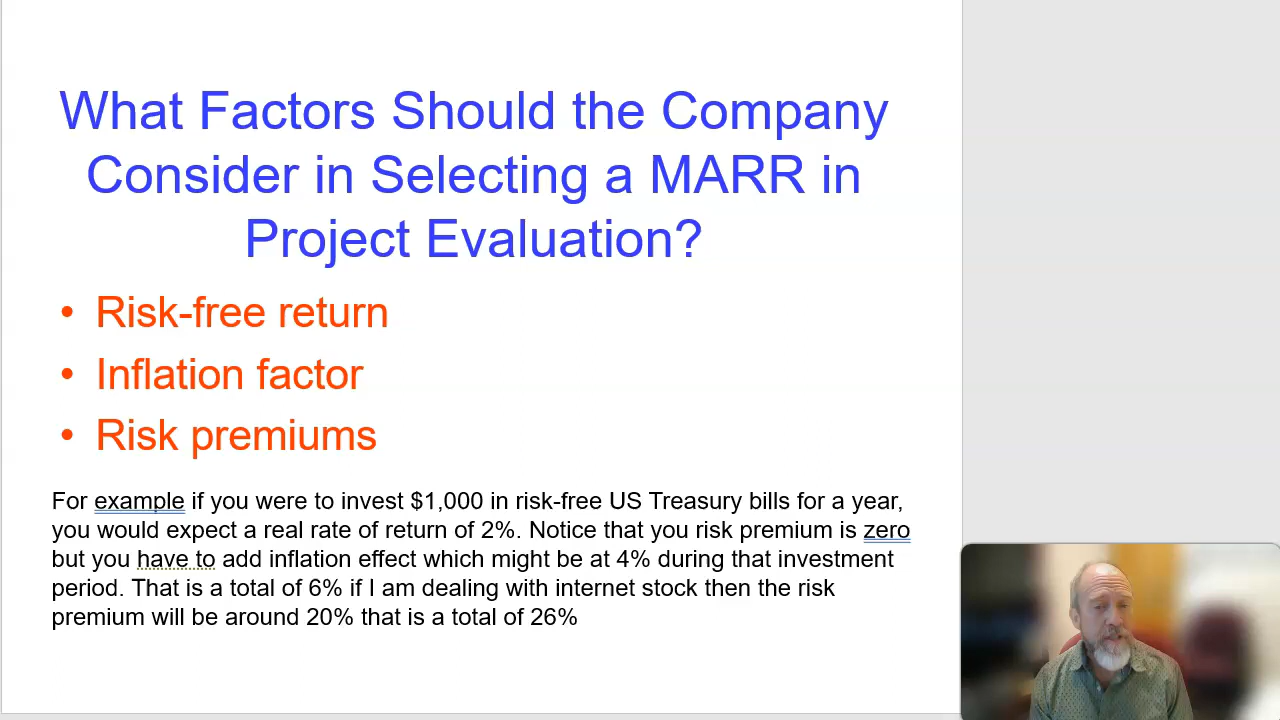 What Factors Should the Company
Consider in Selecting a MARR in
Project Evaluation?
• Risk-free return
• Inflation factor
• Risk premiums
For example if you were to invest $1,000 in risk-free US Treasury bills for a year,
you would expect a real rate of return of 2%. Notice that you risk premium is zero
but you have to add inflation effect which might be at 4% during that investment
period. That is a total of 6% if I am dealing with internet stock then the risk
premium will be around 20% that is a total of 26%